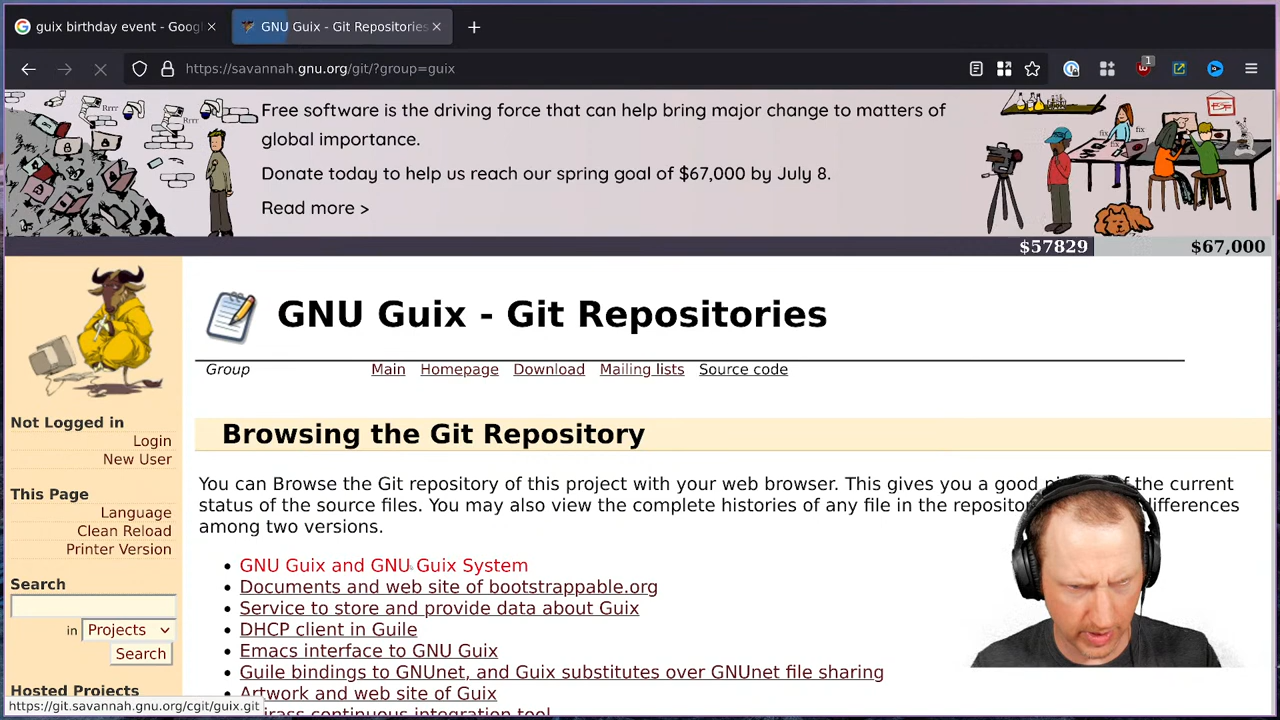 guix birthday event - Goog
GNU Guix - Git Repositories
https://savannah.gnu.org/git/?group=guix
1
Rrrr
Rrrr
Rrrr
Free software is the driving force that can help bring major change to matters of
global importance.
Donate today to help us reach our spring goal of $67,000 by July 8.
Read more >
fix
fix
fix
$57829
$67,000
GNU Guix - Git Repositories
Group
Main
Homepage
Download
Mailing lists
Source code
Not Logged in
Login
New User
This Page
Language
Clean Reload
Printer Version
Search
in
Projects
Search
Hosted Projects
Browsing the Git Repository
You can Browse the Git repository of this project with your web browser. This gives you a good of the current
status of the source files. You may also view the complete histories of any file in the differences
among two versions.
• GNU Guix and GNU Guix System
• Documents and web site of bootstrappable.org
• Service to store and provide data about Guix
• DHCP client in Guile
• Emacs interface to GNU Guix
• Guile bindings to GNUnet, and Guix substitutes over GNUnet file sharing
• Artwork and web site of Guix
continuous integration tool
https://git.savannah.gnu.org/cgit/guix.git